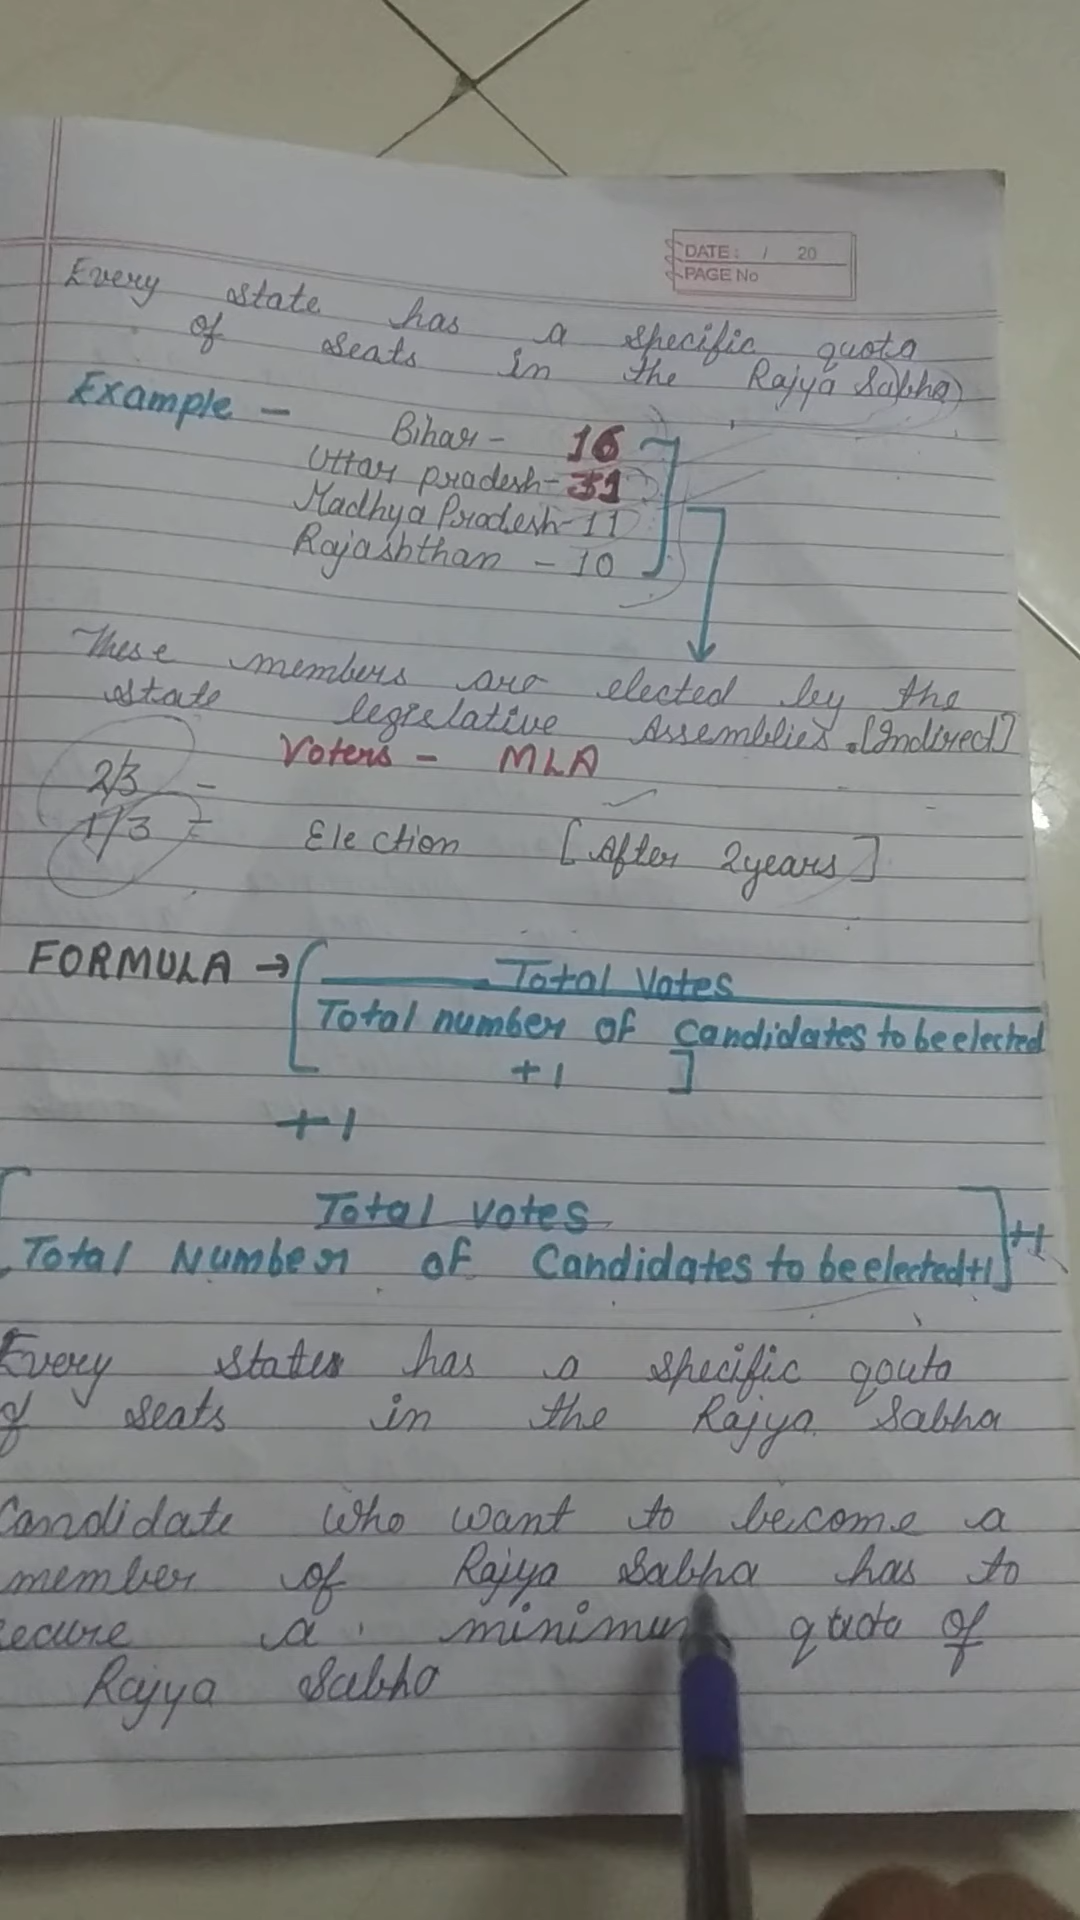 DATE: / 20
PAGE No
Every state has a specific quota
of seats in the Rajya Sabha
Example -
Bihar - 16
Uttar Pradesh - 31
Madhya Pradesh - 11
Rajashthan - 10
These members are elected by the
state legislative Assemblies. [Indirect]
Voters - MLA
2/3 -
1/3 = Election [After 2years]
FORMULA → [ Total Votes
Total number of Candidates to be elected
+1 ]
+1
[ Total votes
Total Number of Candidates to be elected+1 ] +1
Every states has a specific qouta
of seats in the Rajya Sabha
Candidate who want to become a
member of Rajya Sabha has to
ecure a minimum quota of
Rajya Sabha